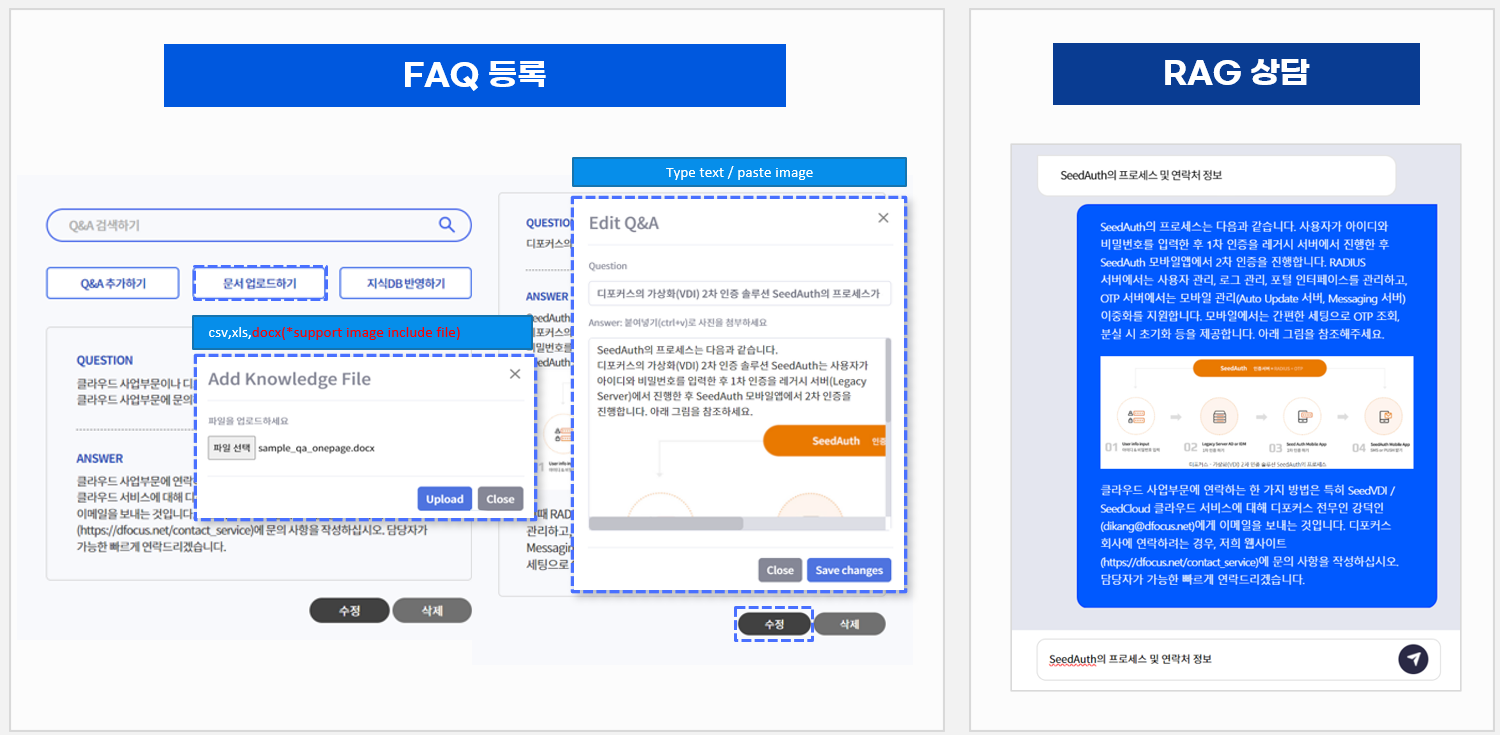 FAQ 등록
Q&A 검색하기
Q&A 추가하기
문서 업로드하기
지식DB 반영하기
csv,xls,docx(*support image include file)
QUESTION
클라우드 사업부문이나 디
클라우드 사업부문에 문의
ANSWER
클라우드 사업부문에 연락
클라우드 서비스에 대해 디
이메일을 보내는 것입니다
(https://dfocus.net/contact_service)에 문의 사항을 작성하십시오. 담당자가
가능한 빠르게 연락드리겠습니다.
수정
삭제
Add Knowledge File
파일을 업로드하세요
파일 선택 sample_qa_onepage.docx
Upload
Close
Type text / paste image
QUESTIO
디포커스의
ANSWER
관리하고,
Messagin
세팅으로
Edit Q&A
Question
디포커스의 가상화(VDI) 2차 인증 솔루션 SeedAuth의 프로세스가
Answer: 붙여넣기(ctrl+v)로 사진을 첨부하세요
SeedAuth의 프로세스는 다음과 같습니다.
디포커스의 가상화(VDI) 2차 인증 솔루션 SeedAuth는 사용자가
아이디와 비밀번호를 입력한 후 1차 인증을 레거시 서버(Legacy
Server)에서 진행한 후 SeedAuth 모바일앱에서 2차 인증을
진행합니다. 아래 그림을 참조하세요.
SeedAuth 인증
Close
Save changes
수정
삭제
RAG 상담
SeedAuth의 프로세스 및 연락처 정보
SeedAuth의 프로세스는 다음과 같습니다. 사용자가 아이디와
비밀번호를 입력한 후 1차 인증을 레거시 서버에서 진행한 후
SeedAuth 모바일앱에서 2차 인증을 진행합니다. RADIUS
서버에서는 사용자 관리, 로그 관리, 포털 인터페이스를 관리하고,
OTP 서버에서는 모바일 관리(Auto Update 서버, Messaging 서버)
이중화를 지원합니다. 모바일에서는 간편한 세팅으로 OTP 조회,
분실 시 초기화 등을 제공합니다. 아래 그림을 참조해주세요.
SeedAuth
01 User Info Input
02 Legacy Server AD or IDM
03 Seed Auth Mobile App
04 SeedAuth Mobile App
디포커스 - 가상화(VDI) 2차 인증 솔루션 SeedAuth의 프로세스
클라우드 사업부문에 연락하는 한 가지 방법은 특히 SeedVDI /
SeedCloud 클라우드 서비스에 대해 디포커스 전무인 강덕인
(dikang@dfocus.net)에게 이메일을 보내는 것입니다. 디포커스
회사에 연락하려는 경우, 저희 웹사이트
(https://dfocus.net/contact_service)에 문의 사항을 작성하십시오.
담당자가 가능한 빠르게 연락드리겠습니다.
SeedAuth의 프로세스 및 연락처 정보